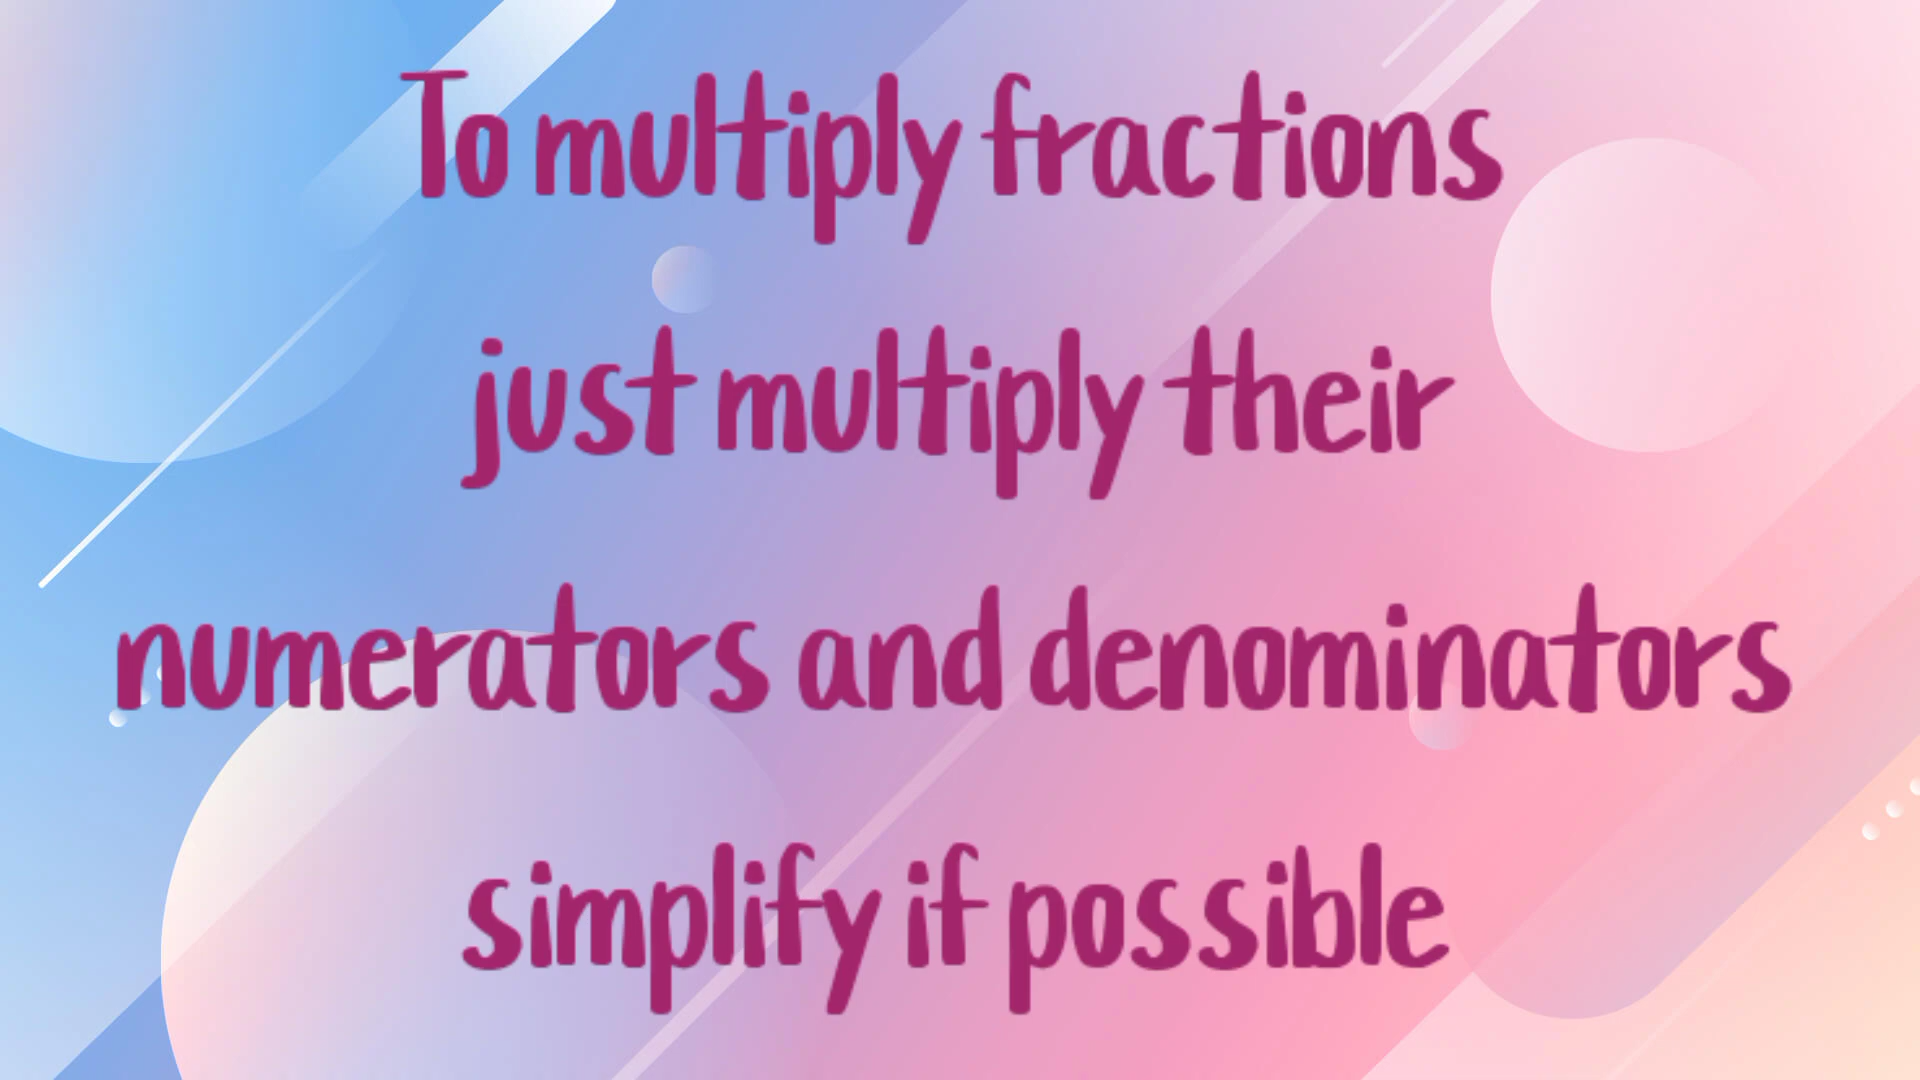 To multiply fractions
just multiply their
numerators and denominators
simplify if possible